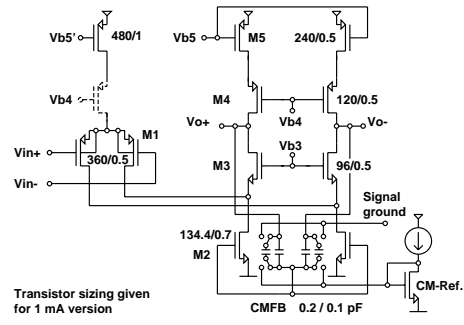 Vb5'
480/1
Vb5
M5
240/0.5
Vb4
M4
120/0.5
Vo+
Vb4
Vo-
M1
Vin+
360/0.5
M3
Vb3
96/0.5
Vin-
Signal
ground
134.4/0.7
M2
CM-Ref.
Transistor sizing given
for 1 mA version
CMFB 0.2 / 0.1 pF